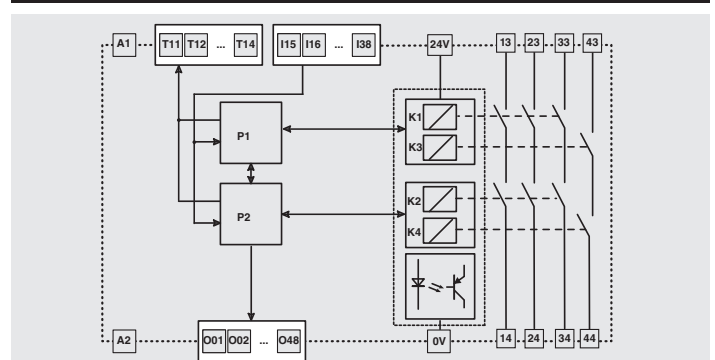 A1 T11 T12 ... T14 I15 I16 ... I38 24V 13 23 33 43
K1
P1
K3
K2
P2
K4
A2 O01 O02 ... O48 0V 14 24 34 44